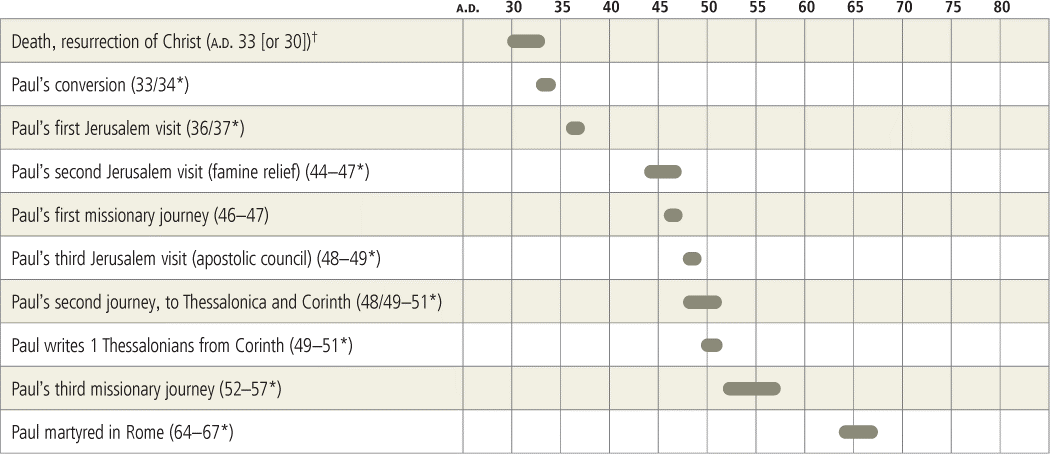 A.D. 30 35 40 45 50 55 60 65 70 75 80
Death, resurrection of Christ (A.D. 33 [or 30])†
Paul’s conversion (33/34*)
Paul’s first Jerusalem visit (36/37*)
Paul’s second Jerusalem visit (famine relief) (44–47*)
Paul’s first missionary journey (46–47)
Paul’s third Jerusalem visit (apostolic council) (48–49*)
Paul’s second journey, to Thessalonica and Corinth (48/49–51*)
Paul writes 1 Thessalonians from Corinth (49–51*)
Paul’s third missionary journey (52–57*)
Paul martyred in Rome (64–67*)